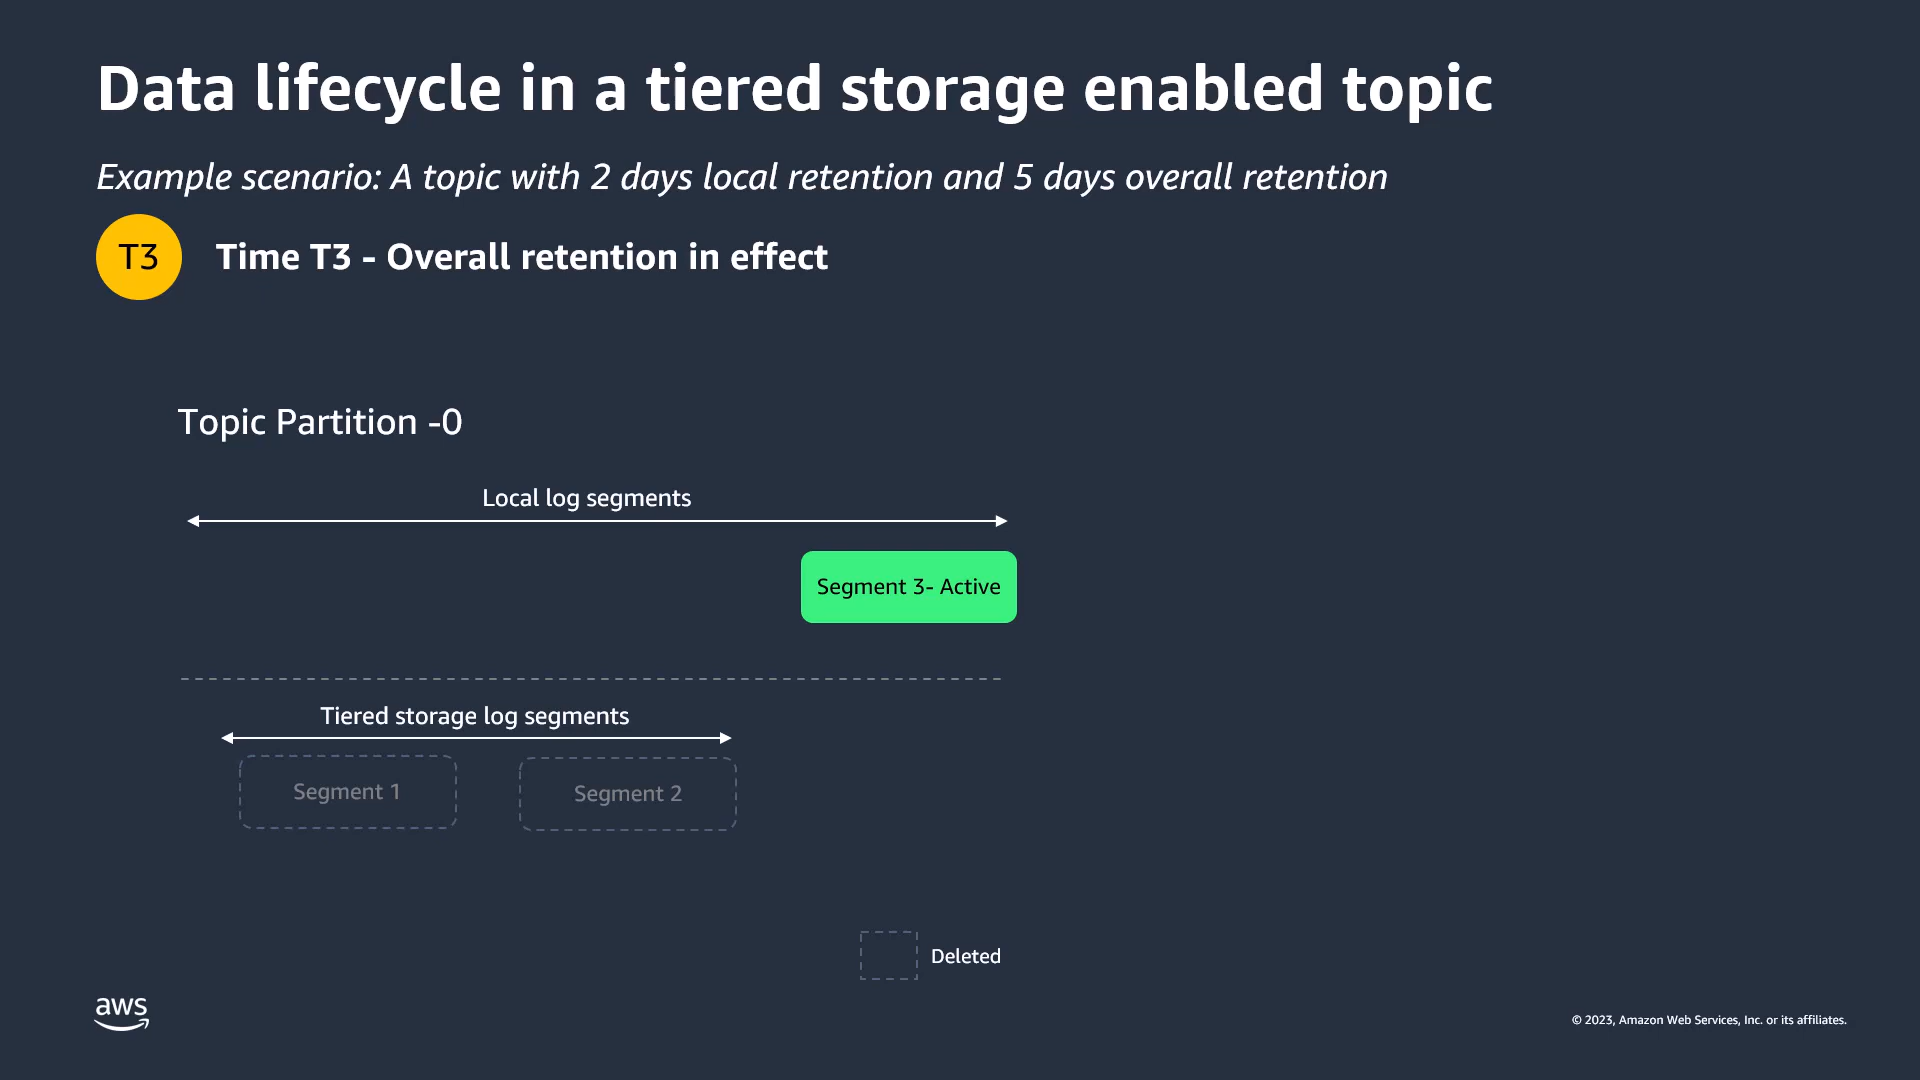 Data lifecycle in a tiered storage enabled topic
Example scenario: A topic with 2 days local retention and 5 days overall retention
T3
Time T3 - Overall retention in effect
Topic Partition -0
Local log segments
Segment 3- Active
Tiered storage log segments
Segment 1
Segment 2
Deleted
aws
© 2023, Amazon Web Services, Inc. or its affiliates.